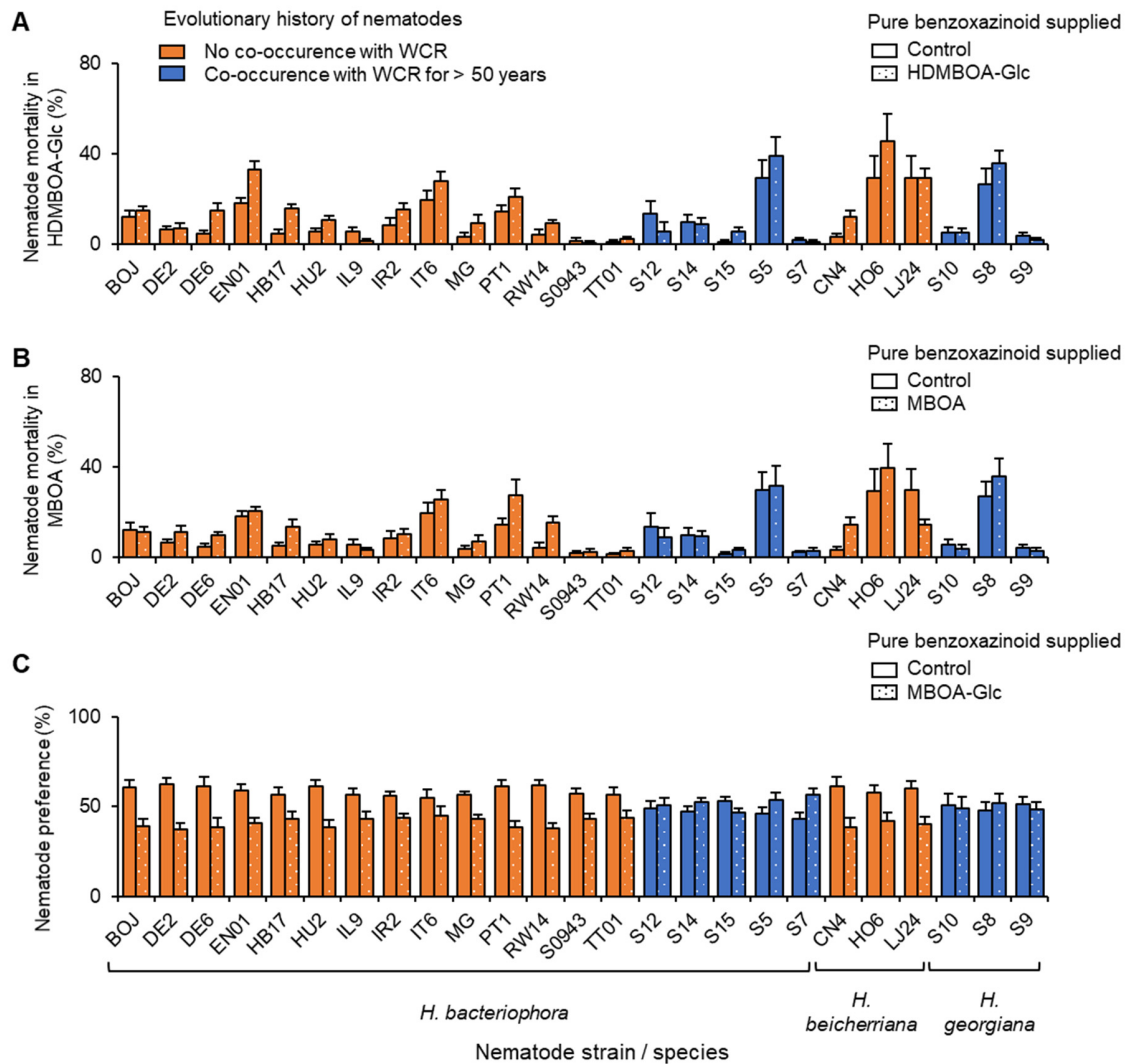 A
Evolutionary history of nematodes
No co-occurence with WCR
Co-occurence with WCR for > 50 years
Pure benzoxazinoid supplied
Control
HDMBOA-Glc
Nematode mortality in
HDMBOA-Glc (%)
80
40
0
BOJ DE2 DE6 EN01 HB17 HU2 IL9 IR2 IT6 MG PT1 RW14 S0943 TT01 S12 S14 S15 S5 S7 CN4 HO6 LJ24 S10 S8 S9
B
Pure benzoxazinoid supplied
Control
MBOA
Nematode mortality in
MBOA (%)
80
40
0
BOJ DE2 DE6 EN01 HB17 HU2 IL9 IR2 IT6 MG PT1 RW14 S0943 TT01 S12 S14 S15 S5 S7 CN4 HO6 LJ24 S10 S8 S9
C
Pure benzoxazinoid supplied
Control
MBOA-Glc
Nematode preference (%)
100
50
0
BOJ DE2 DE6 EN01 HB17 HU2 IL9 IR2 IT6 MG PT1 RW14 S0943 TT01 S12 S14 S15 S5 S7 CN4 HO6 LJ24 S10 S8 S9
H. bacteriophora
H.
beicherriana
H.
georgiana
Nematode strain / species